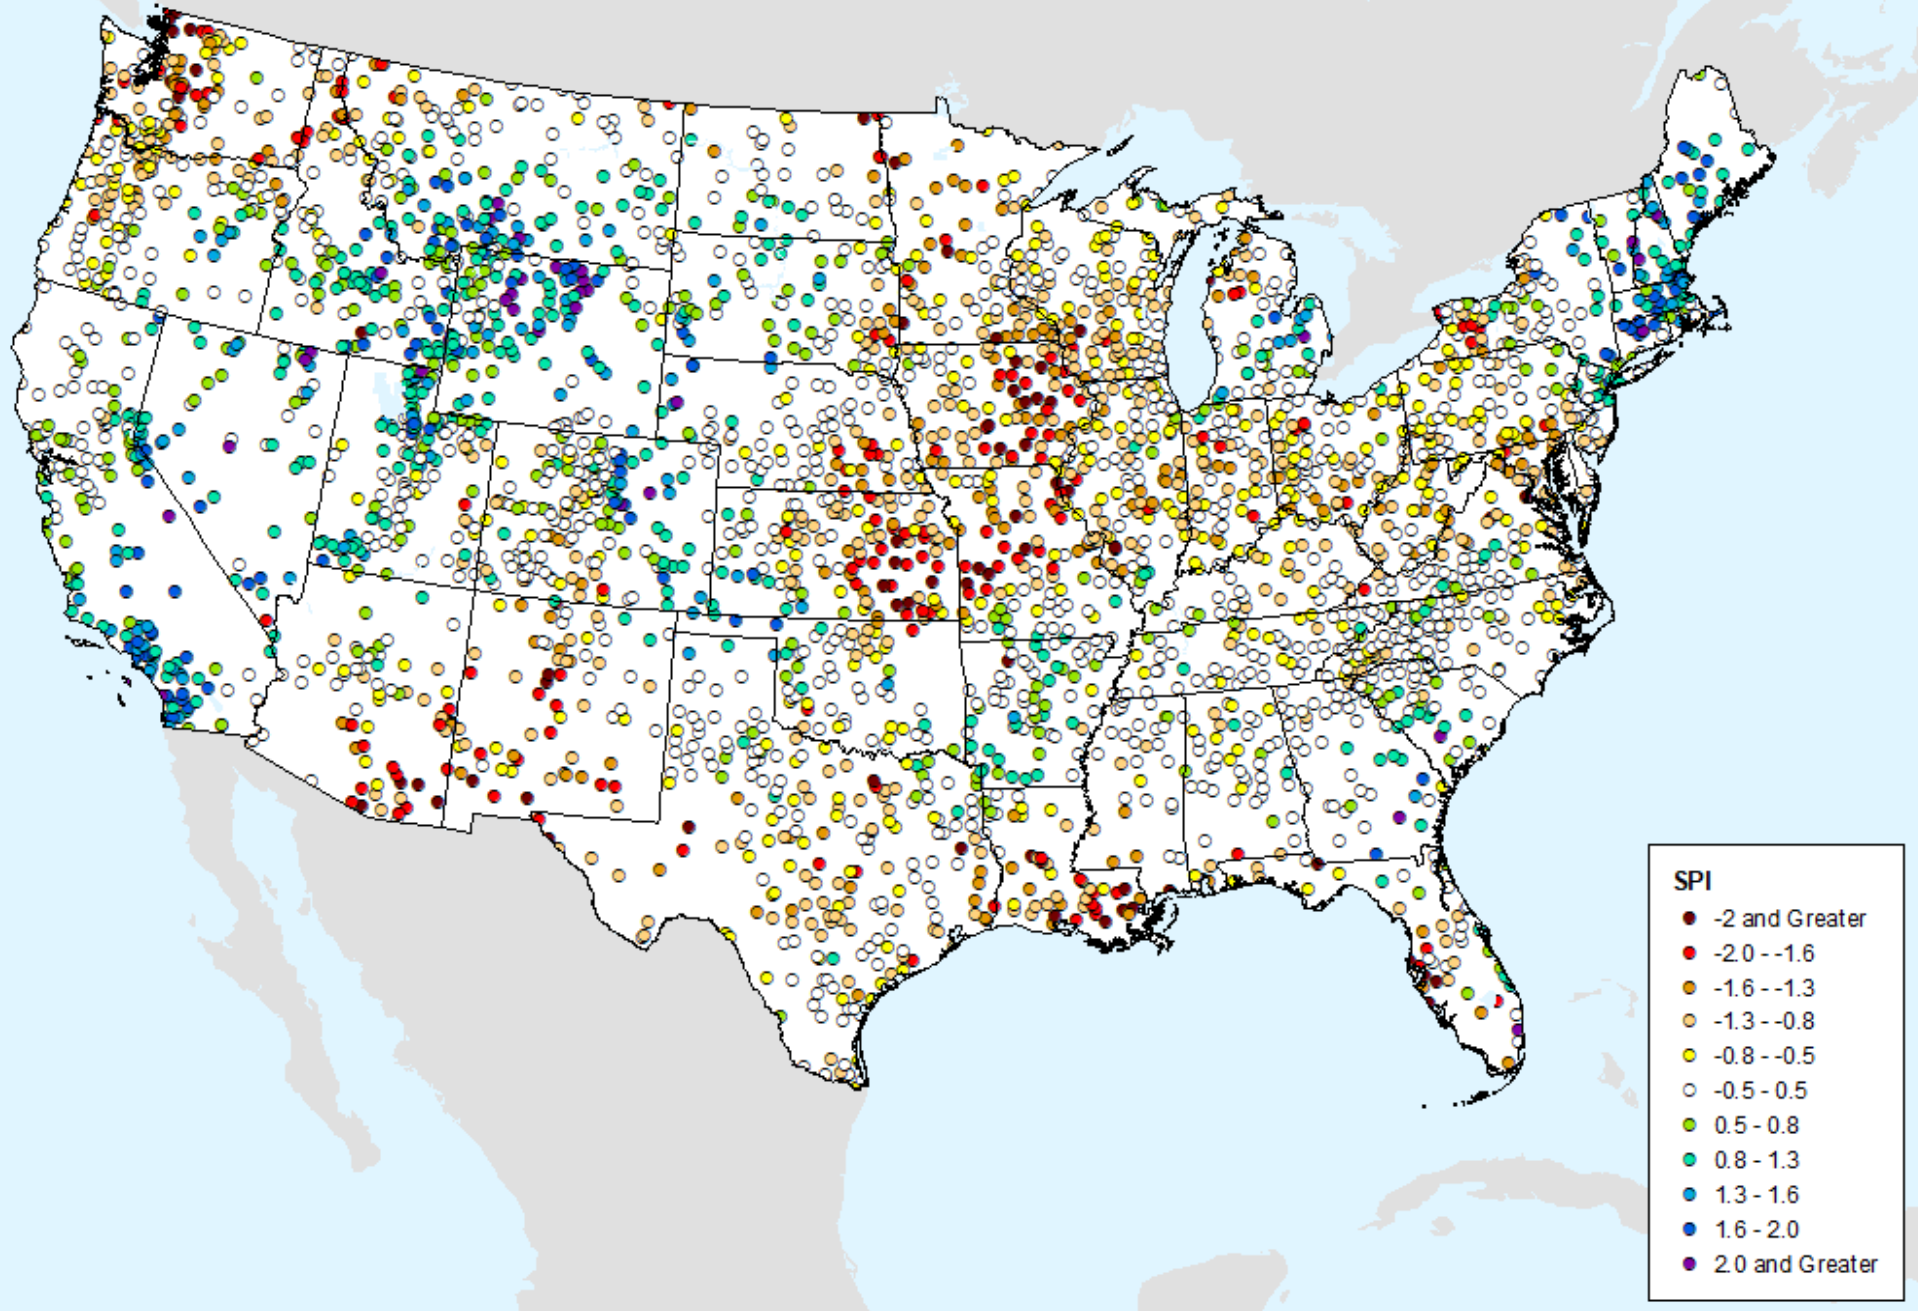 SPI
-2 and Greater
-2.0 - -1.6
-1.6 - -1.3
-1.3 - -0.8
-0.8 - -0.5
-0.5 - 0.5
0.5 - 0.8
0.8 - 1.3
1.3 - 1.6
1.6 - 2.0
2.0 and Greater